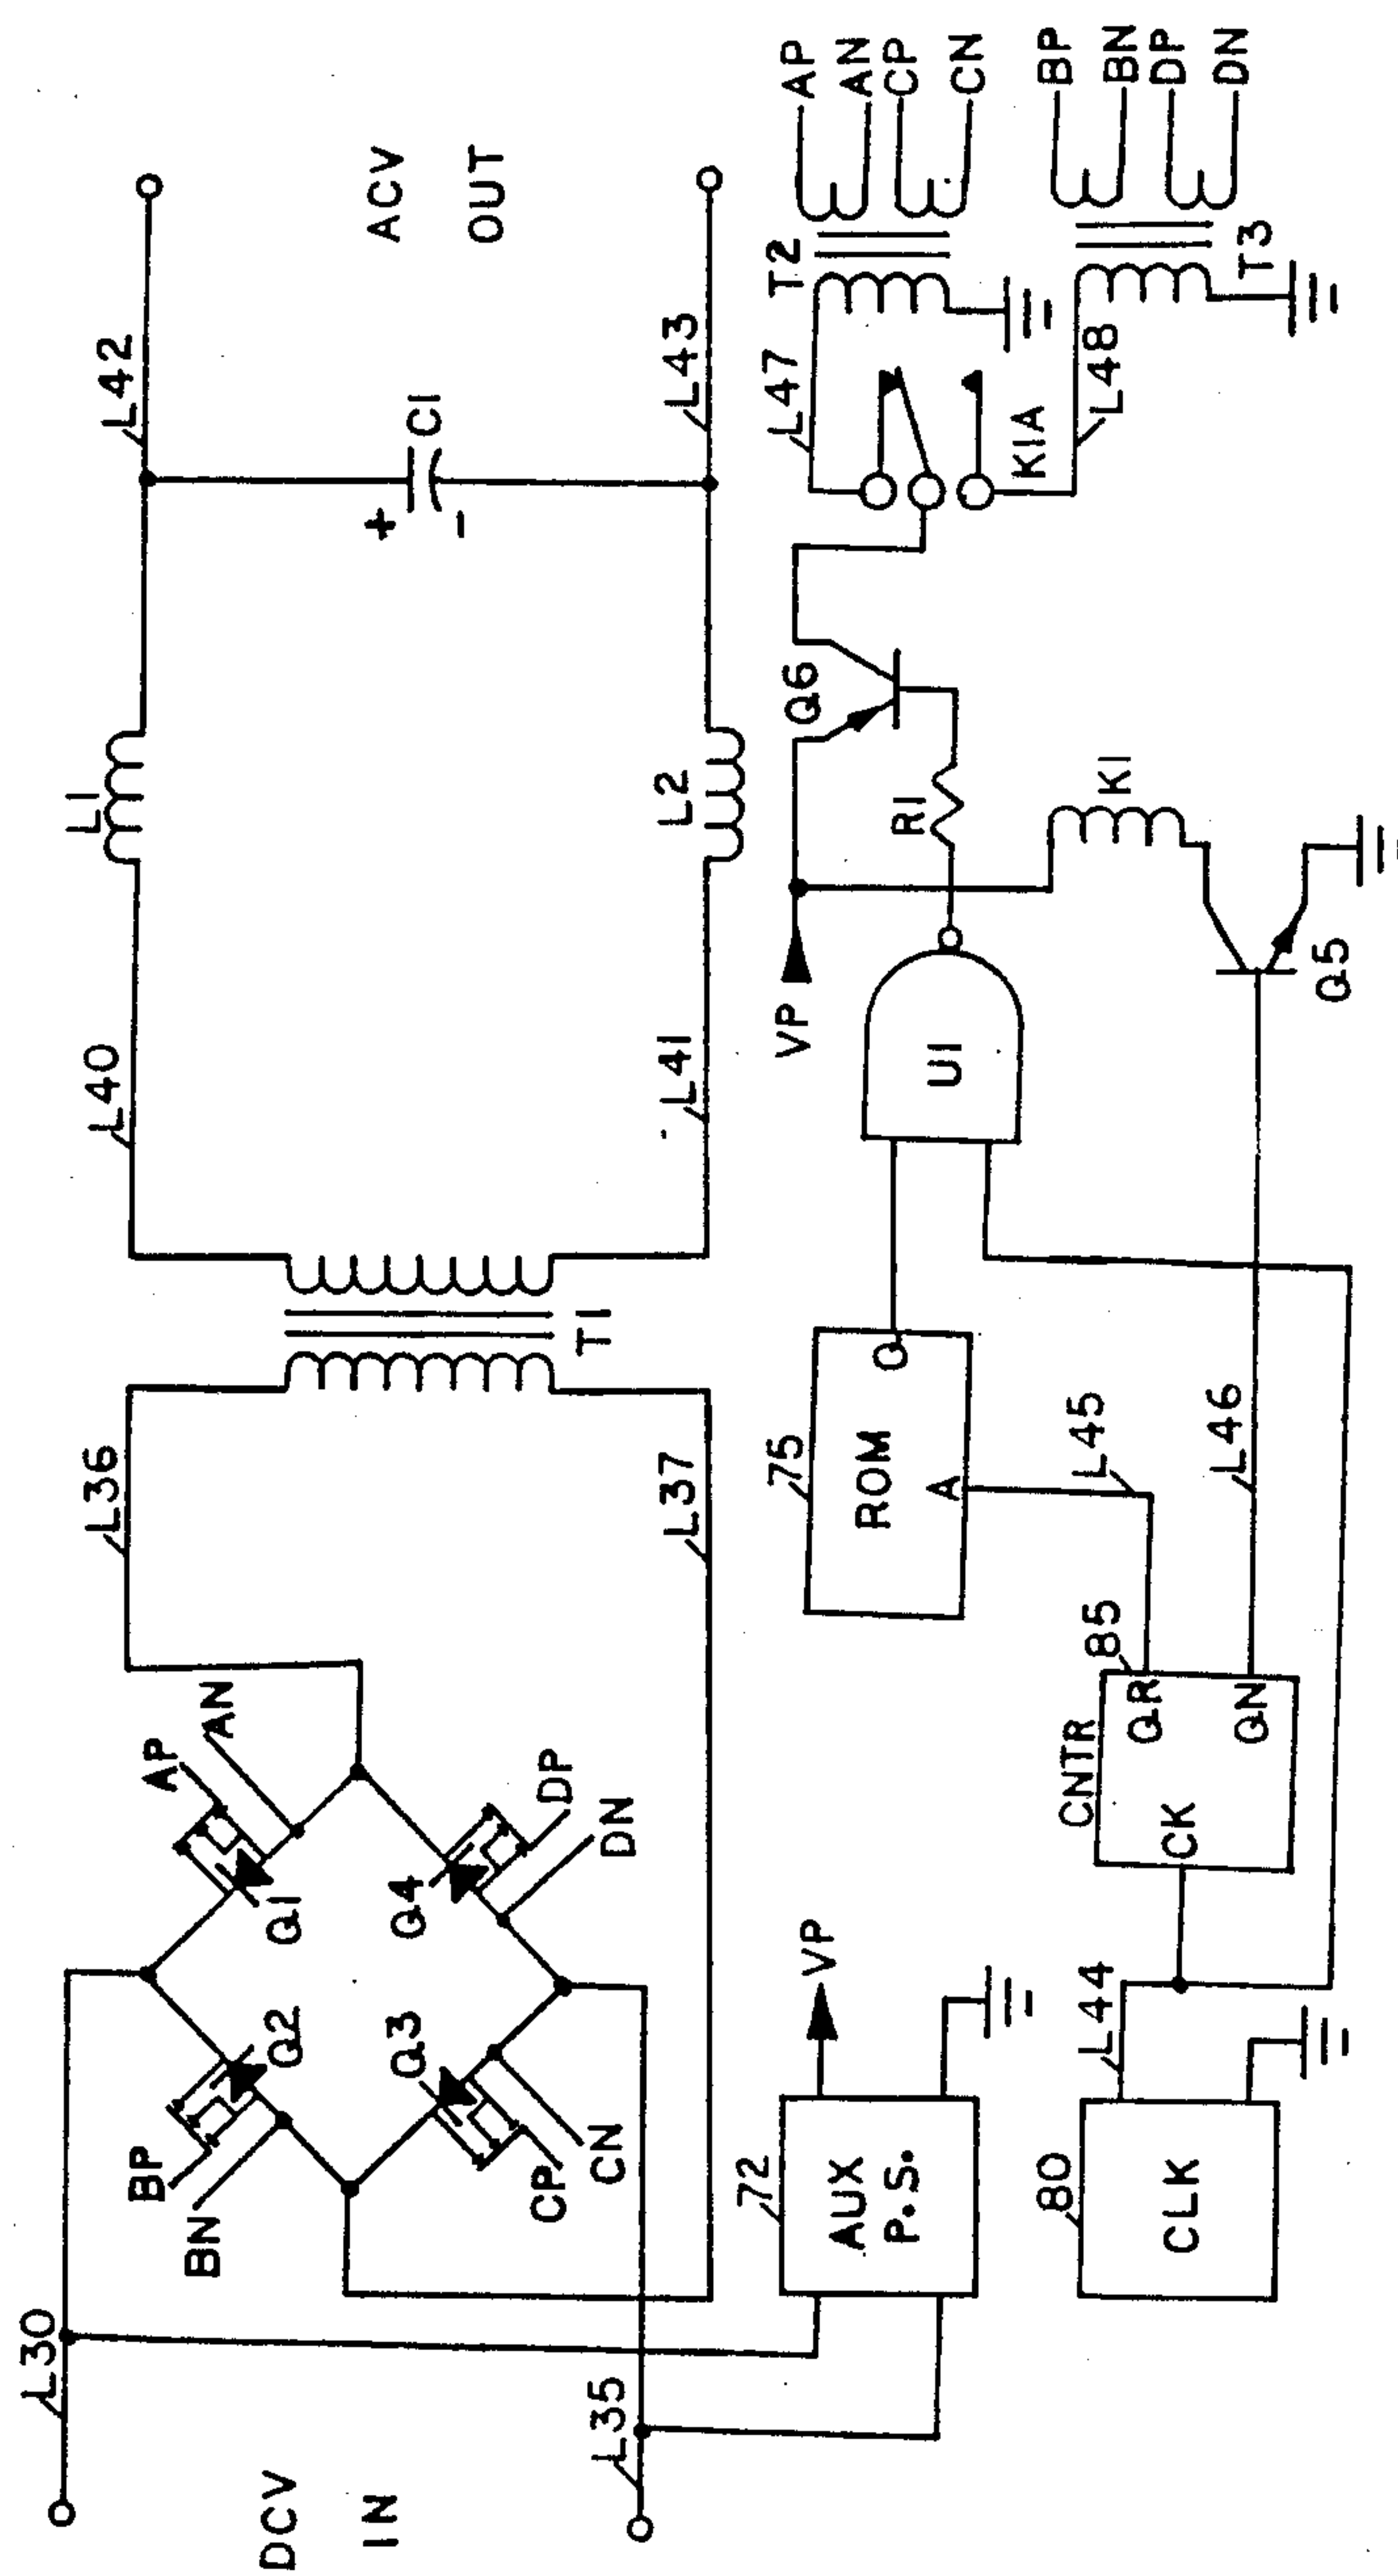 DCV
IN
L30
L35
BP
BN
Q2
AP
AN
Q1
Q4
DP
DN
Q3
CP
CN
L36
L37
T1
L40
L41
L1
L2
C1
+
-
L42
L43
ACV
OUT
72
AUX
P.S.
VP
80
CLK
L44
CNTR
85
CK
QR
QN
L45
L46
75
ROM
A
Q
U1
VP
R1
Q6
K1
Q5
K1A
L47
L48
T2
T3
AP
AN
CP
CN
BP
BN
DP
DN